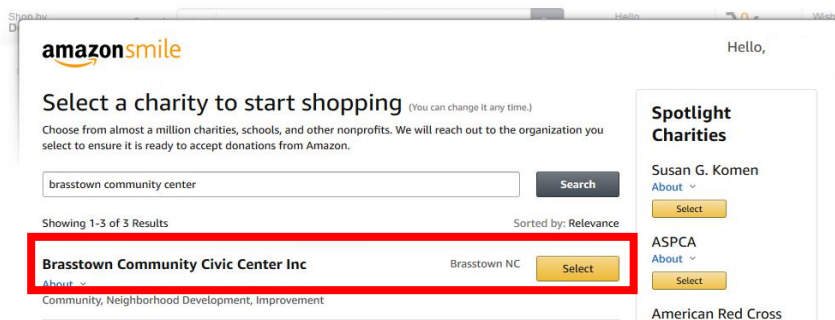 Shop by
Hello
Wish
amazonsmile
Hello,
Select a charity to start shopping (You can change it any time.)
Choose from almost a million charities, schools, and other nonprofits. We will reach out to the organization you
select to ensure it is ready to accept donations from Amazon.
brasstown community center
Search
Showing 1-3 of 3 Results
Sorted by: Relevance
Brasstown Community Civic Center Inc
Brasstown NC
Select
About
Community, Neighborhood Development, Improvement
Spotlight
Charities
Susan G. Komen
About
Select
ASPCA
About
Select
American Red Cross